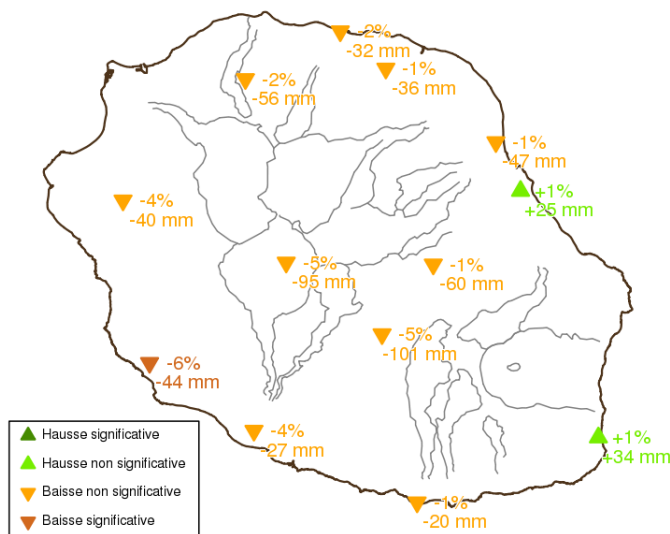 -2%
-32 mm
-1%
-36 mm
-2%
-56 mm
-1%
-47 mm
+1%
+25 mm
-4%
-40 mm
-5%
-95 mm
-1%
-60 mm
-5%
-101 mm
-6%
-44 mm
-4%
-27 mm
+1%
+34 mm
-1%
-20 mm
Hausse significative
Hausse non significative
Baisse non significative
Baisse significative